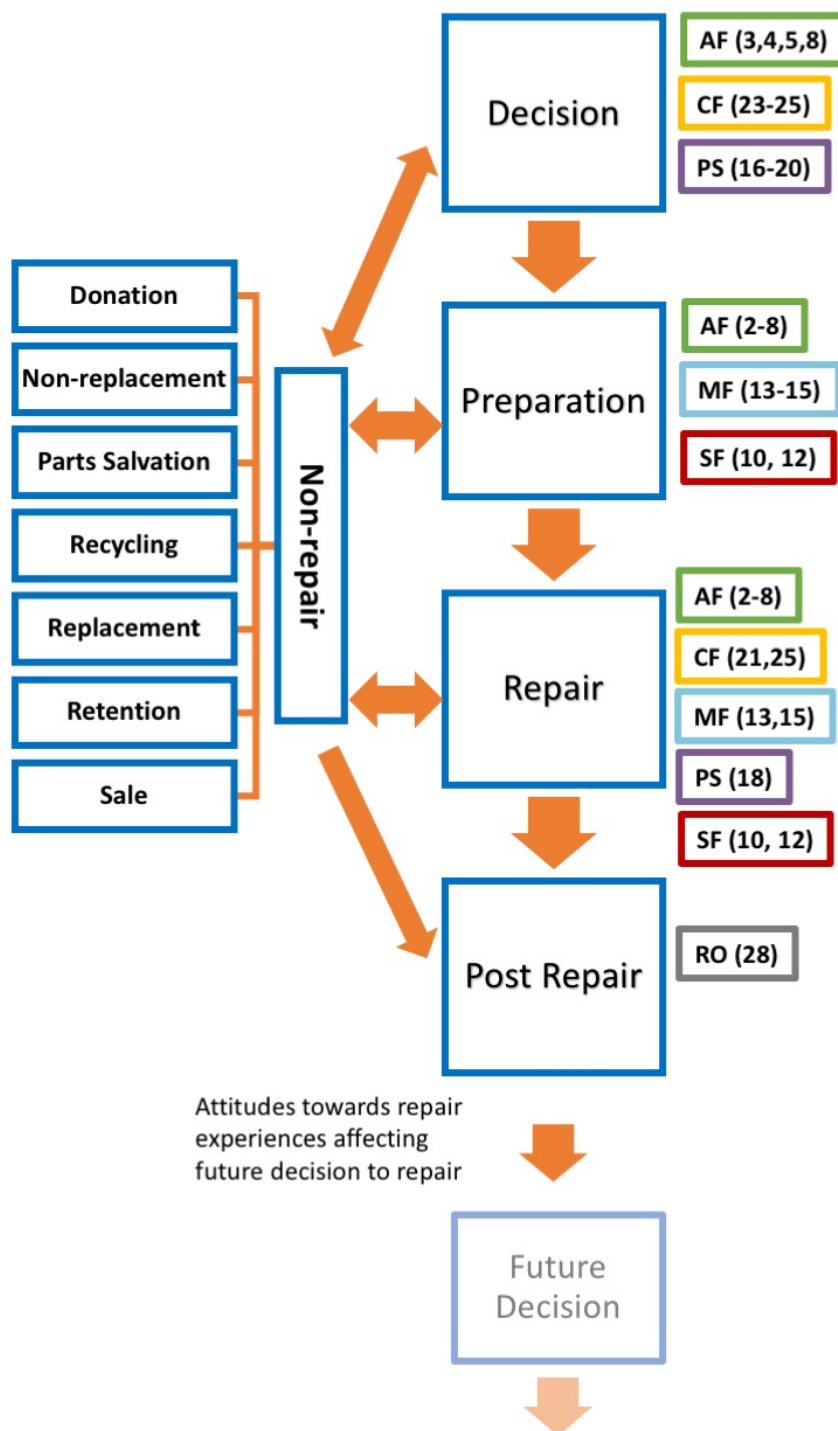 Decision
AF (3,4,5,8)
CF (23-25)
PS (16-20)
Donation
Non-replacement
Parts Salvation
Recycling
Replacement
Retention
Sale
Non-repair
Preparation
AF (2-8)
MF (13-15)
SF (10, 12)
Repair
AF (2-8)
CF (21,25)
MF (13,15)
PS (18)
SF (10, 12)
Post Repair
RO (28)
Attitudes towards repair
experiences affecting
future decision to repair
Future
Decision